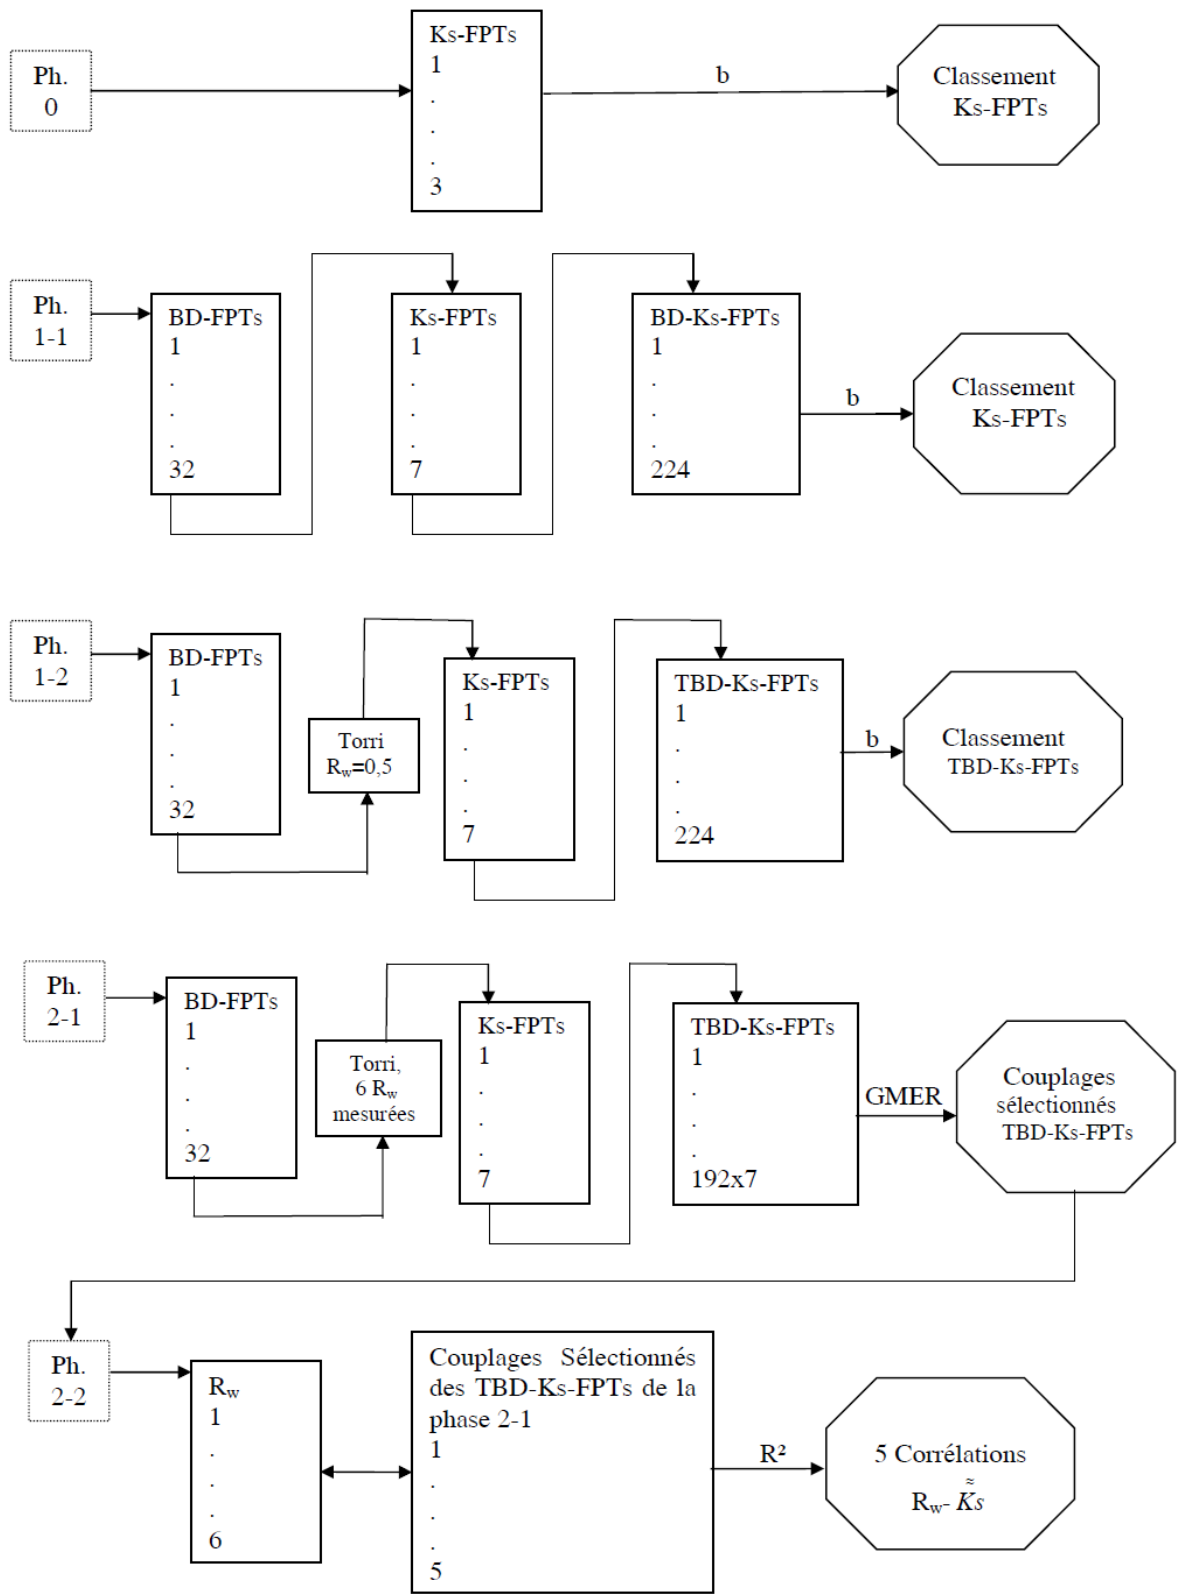 Ph.
0
Ks-FPTs
1
.
.
.
3
b
Classement
Ks-FPTs
Ph.
1-1
BD-FPTs
1
.
.
.
32
Ks-FPTs
1
.
.
.
7
BD-Ks-FPTs
1
.
.
.
224
b
Classement
Ks-FPTs
Ph.
1-2
BD-FPTs
1
.
.
.
32
Torri
Rw=0,5
Ks-FPTs
1
.
.
.
7
TBD-Ks-FPTs
1
.
.
.
224
b
Classement
TBD-Ks-FPTs
Ph.
2-1
BD-FPTs
1
.
.
.
32
Torri,
6 Rw
mesurées
Ks-FPTs
1
.
.
.
7
TBD-Ks-FPTs
1
.
.
.
192x7
GMER
Couplages
sélectionnés
TBD-Ks-FPTs
Ph.
2-2
Rw
1
.
.
.
6
Couplages Sélectionnés
des TBD-Ks-FPTs de la
phase 2-1
1
.
.
.
5
R²
5 Corrélations
Rw- K̃̃s